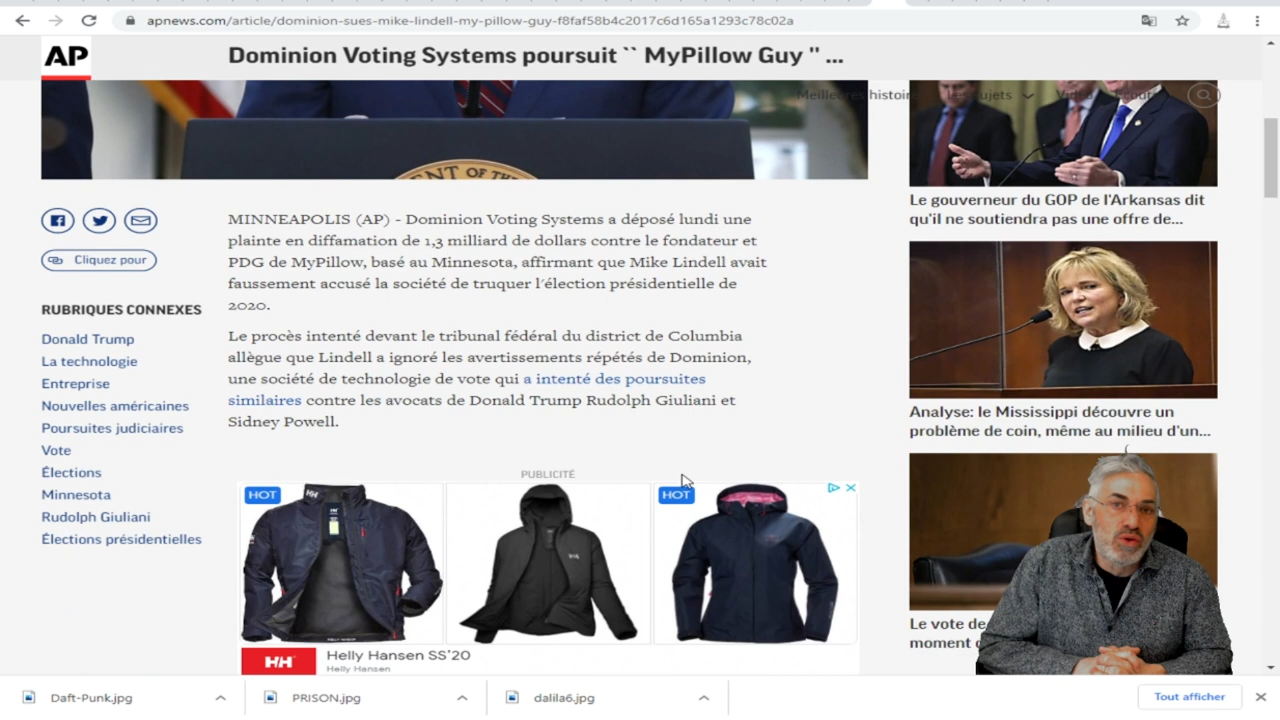 apnews.com/article/dominion-sues-mike-lindell-my-pillow-guy-f8faf58b4c2017c6d165a1293c78c02a
AP
Dominion Voting Systems poursuit `` MyPillow Guy '' ...
Meilleures histoires
sujets
Vidéo
Écouter
ENT OF THE
MINNEAPOLIS (AP) - Dominion Voting Systems a déposé lundi une
plainte en diffamation de 1,3 milliard de dollars contre le fondateur et
PDG de MyPillow, basé au Minnesota, affirmant que Mike Lindell avait
faussement accusé la société de truquer l'élection présidentielle de
2020.
Le procès intenté devant le tribunal fédéral du district de Columbia
allègue que Lindell a ignoré les avertissements répétés de Dominion,
une société de technologie de vote qui a intenté des poursuites
similaires contre les avocats de Donald Trump Rudolph Giuliani et
Sidney Powell.
Cliquez pour
RUBRIQUES CONNEXES
Donald Trump
La technologie
Entreprise
Nouvelles américaines
Poursuites judiciaires
Vote
Élections
Minnesota
Rudolph Giuliani
Élections présidentielles
PUBLICITÉ
HOT
HOT
HH
Helly Hansen SS'20
Helly Hansen
Le gouverneur du GOP de l'Arkansas dit
qu'il ne soutiendra pas une offre de...
Analyse: le Mississippi découvre un
problème de coin, même au milieu d'un...
Le vote de
moment
Daft-Punk.jpg
PRISON.jpg
dalila6.jpg
Tout afficher